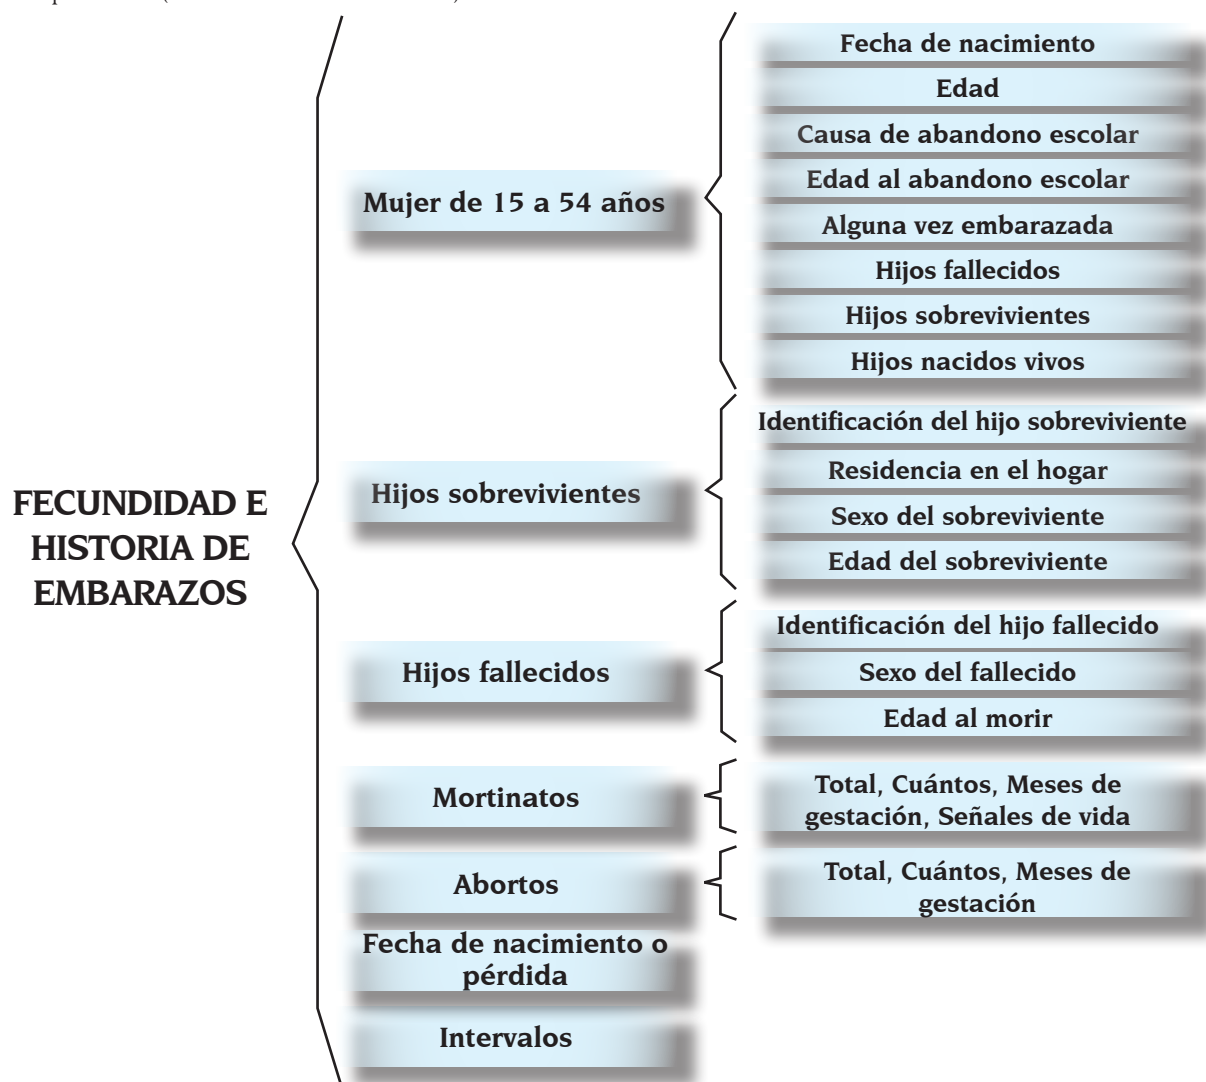 FECUNDIDAD E
HISTORIA DE
EMBARAZOS
Mujer de 15 a 54 años
Fecha de nacimiento
Edad
Causa de abandono escolar
Edad al abandono escolar
Alguna vez embarazada
Hijos fallecidos
Hijos sobrevivientes
Hijos nacidos vivos
Hijos sobrevivientes
Identificación del hijo sobreviviente
Residencia en el hogar
Sexo del sobreviviente
Edad del sobreviviente
Hijos fallecidos
Identificación del hijo fallecido
Sexo del fallecido
Edad al morir
Mortinatos
Total, Cuántos, Meses de
gestación, Señales de vida
Abortos
Total, Cuántos, Meses de
gestación
Fecha de nacimiento o
pérdida
Intervalos